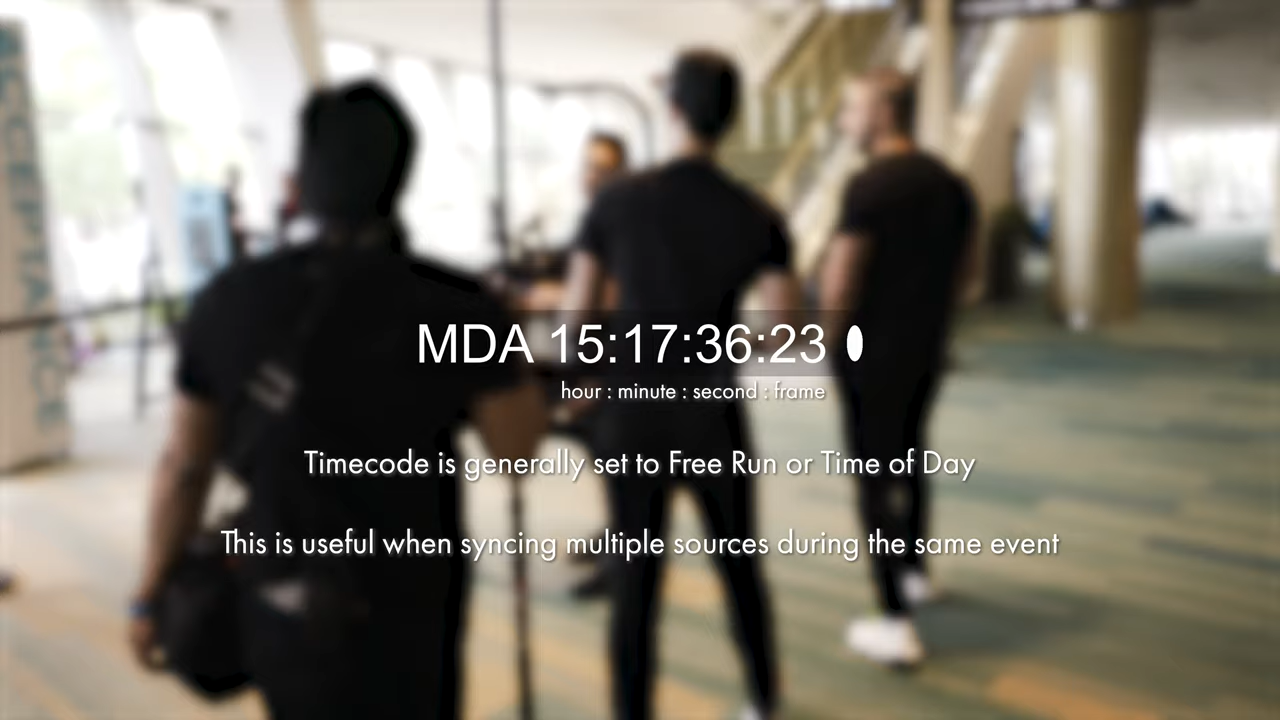 ACCEPTANCE
MDA 15:17:36:23
hour : minute : second : frame
Timecode is generally set to Free Run or Time of Day
This is useful when syncing multiple sources during the same event